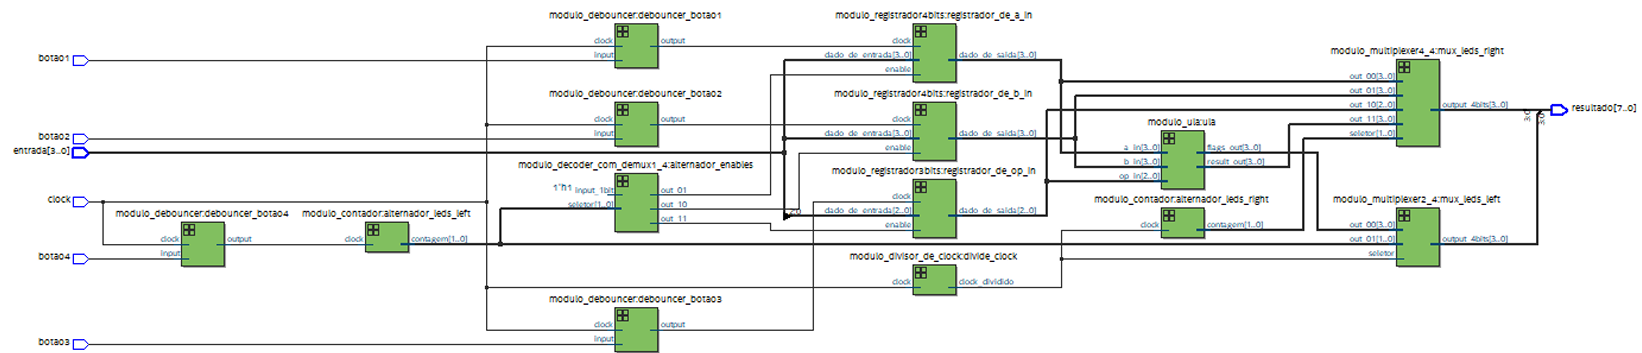 modulo_debouncer:debouncer_botao1
modulo_registrador4bits:registrador_de_a_in
clock
output
input
clock
dado_de_entrada[3..0]
dado_de_saida[3..0]
enable
modulo_multiplexer4_4:mux_leds_right
out_00[3..0]
out_01[3..0]
out_10[2..0]
out_11[3..0]
seletor[1..0]
output_4bits[3..0]
botao1
modulo_debouncer:debouncer_botao2
modulo_registrador4bits:registrador_de_b_in
clock
output
input
clock
dado_de_entrada[3..0]
dado_de_saida[3..0]
enable
resultado[7..0]
3:0
3:0
botao2
entrada[3..0]
modulo_ula:ula
a_in[3..0]
flags_out[3..0]
b_in[3..0]
result_out[3..0]
op_in[2..0]
modulo_decoder_com_demux1_4:alternador_enables
1'h1
input_1bit
out_01
seletor[1..0]
out_10
out_11
modulo_registrador3bits:registrador_de_op_in
clock
dado_de_entrada[2..0]
dado_de_saida[2..0]
enable
2:0
clock
modulo_debouncer:debouncer_botao4
modulo_contador:alternador_leds_left
clock
output
input
clock
contagem[1..0]
modulo_contador:alternador_leds_right
clock
contagem[1..0]
modulo_multiplexer2_4:mux_leds_left
out_00[3..0]
out_01[1..0]
output_4bits[3..0]
seletor
botao4
modulo_divisor_de_clock:divide_clock
clock
clock_dividido
modulo_debouncer:debouncer_botao3
clock
output
input
botao3